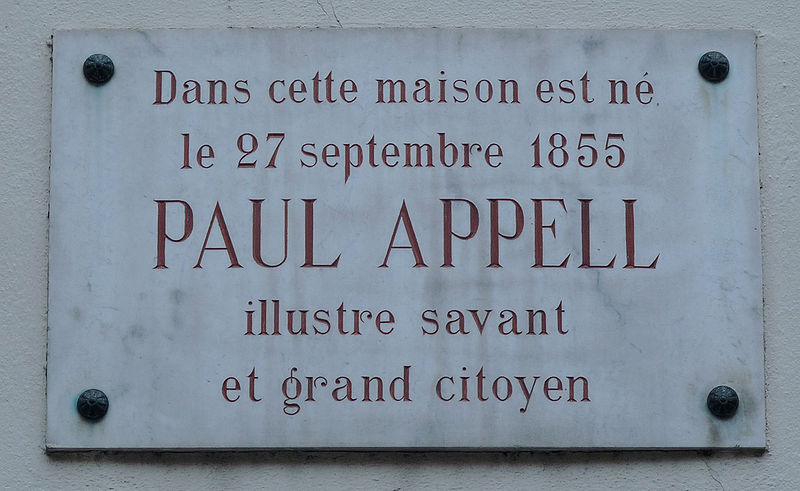 Dans cette maison est né
le 27 septembre 1855
PAUL APPELL
illustre savant
et grand citoyen